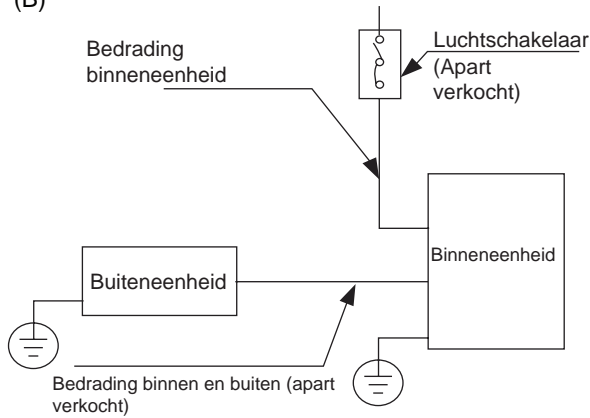 (B)
Bedrading
binneneenheid
Luchtschakelaar
(Apart
verkocht)
Binneneenheid
Buiteneenheid
Bedrading binnen en buiten (apart
verkocht)